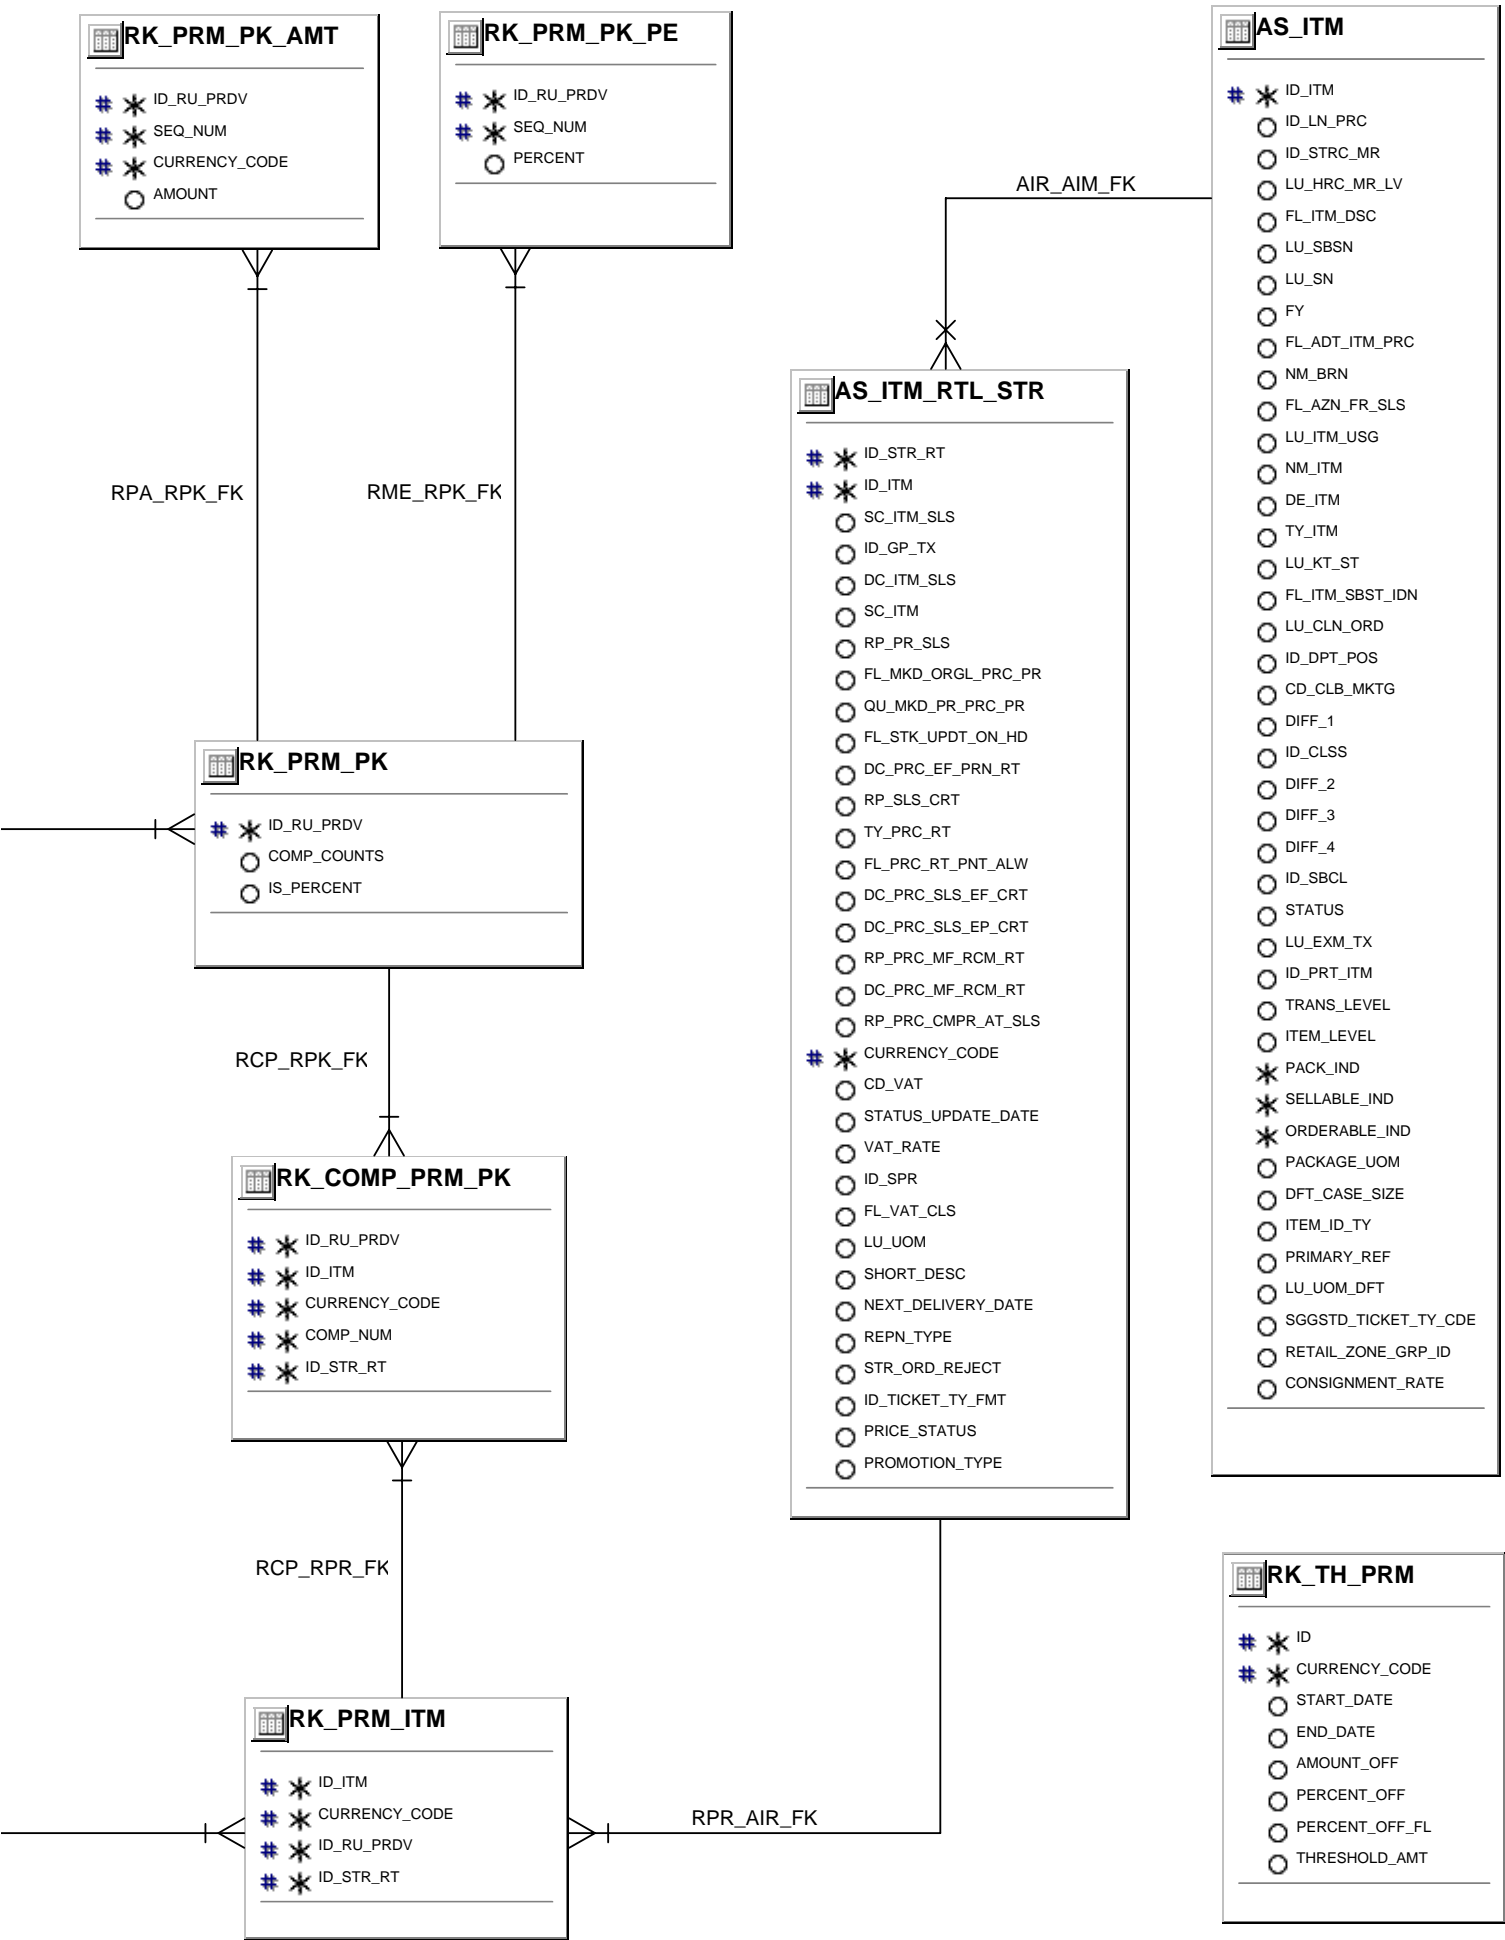 RK_PRM_PK_AMT
# * ID_RU_PRDV
# * SEQ_NUM
# * CURRENCY_CODE
AMOUNT
RK_PRM_PK_PE
# * ID_RU_PRDV
# * SEQ_NUM
PERCENT
AS_ITM
# * ID_ITM
ID_LN_PRC
ID_STRC_MR
LU_HRC_MR_LV
FL_ITM_DSC
LU_SBSN
LU_SN
FY
FL_ADT_ITM_PRC
NM_BRN
FL_AZN_FR_SLS
LU_ITM_USG
NM_ITM
DE_ITM
TY_ITM
LU_KT_ST
FL_ITM_SBST_IDN
LU_CLN_ORD
ID_DPT_POS
CD_CLB_MKTG
DIFF_1
ID_CLSS
DIFF_2
DIFF_3
DIFF_4
ID_SBCL
STATUS
LU_EXM_TX
ID_PRT_ITM
TRANS_LEVEL
ITEM_LEVEL
* PACK_IND
* SELLABLE_IND
* ORDERABLE_IND
PACKAGE_UOM
DFT_CASE_SIZE
ITEM_ID_TY
PRIMARY_REF
LU_UOM_DFT
SGGSTD_TICKET_TY_CDE
RETAIL_ZONE_GRP_ID
CONSIGNMENT_RATE
AIR_AIM_FK
AS_ITM_RTL_STR
# * ID_STR_RT
# * ID_ITM
SC_ITM_SLS
ID_GP_TX
DC_ITM_SLS
SC_ITM
RP_PR_SLS
FL_MKD_ORGL_PRC_PR
QU_MKD_PR_PRC_PR
FL_STK_UPDT_ON_HD
DC_PRC_EF_PRN_RT
RP_SLS_CRT
TY_PRC_RT
FL_PRC_RT_PNT_ALW
DC_PRC_SLS_EF_CRT
DC_PRC_SLS_EP_CRT
RP_PRC_MF_RCM_RT
DC_PRC_MF_RCM_RT
RP_PRC_CMPR_AT_SLS
# * CURRENCY_CODE
CD_VAT
STATUS_UPDATE_DATE
VAT_RATE
ID_SPR
FL_VAT_CLS
LU_UOM
SHORT_DESC
NEXT_DELIVERY_DATE
REPN_TYPE
STR_ORD_REJECT
ID_TICKET_TY_FMT
PRICE_STATUS
PROMOTION_TYPE
RPA_RPK_FK
RME_RPK_FK
RK_PRM_PK
# * ID_RU_PRDV
COMP_COUNTS
IS_PERCENT
RCP_RPK_FK
RK_COMP_PRM_PK
# * ID_RU_PRDV
# * ID_ITM
# * CURRENCY_CODE
# * COMP_NUM
# * ID_STR_RT
RCP_RPR_FK
RK_PRM_ITM
# * ID_ITM
# * CURRENCY_CODE
# * ID_RU_PRDV
# * ID_STR_RT
RPR_AIR_FK
RK_TH_PRM
# * ID
# * CURRENCY_CODE
START_DATE
END_DATE
AMOUNT_OFF
PERCENT_OFF
PERCENT_OFF_FL
THRESHOLD_AMT